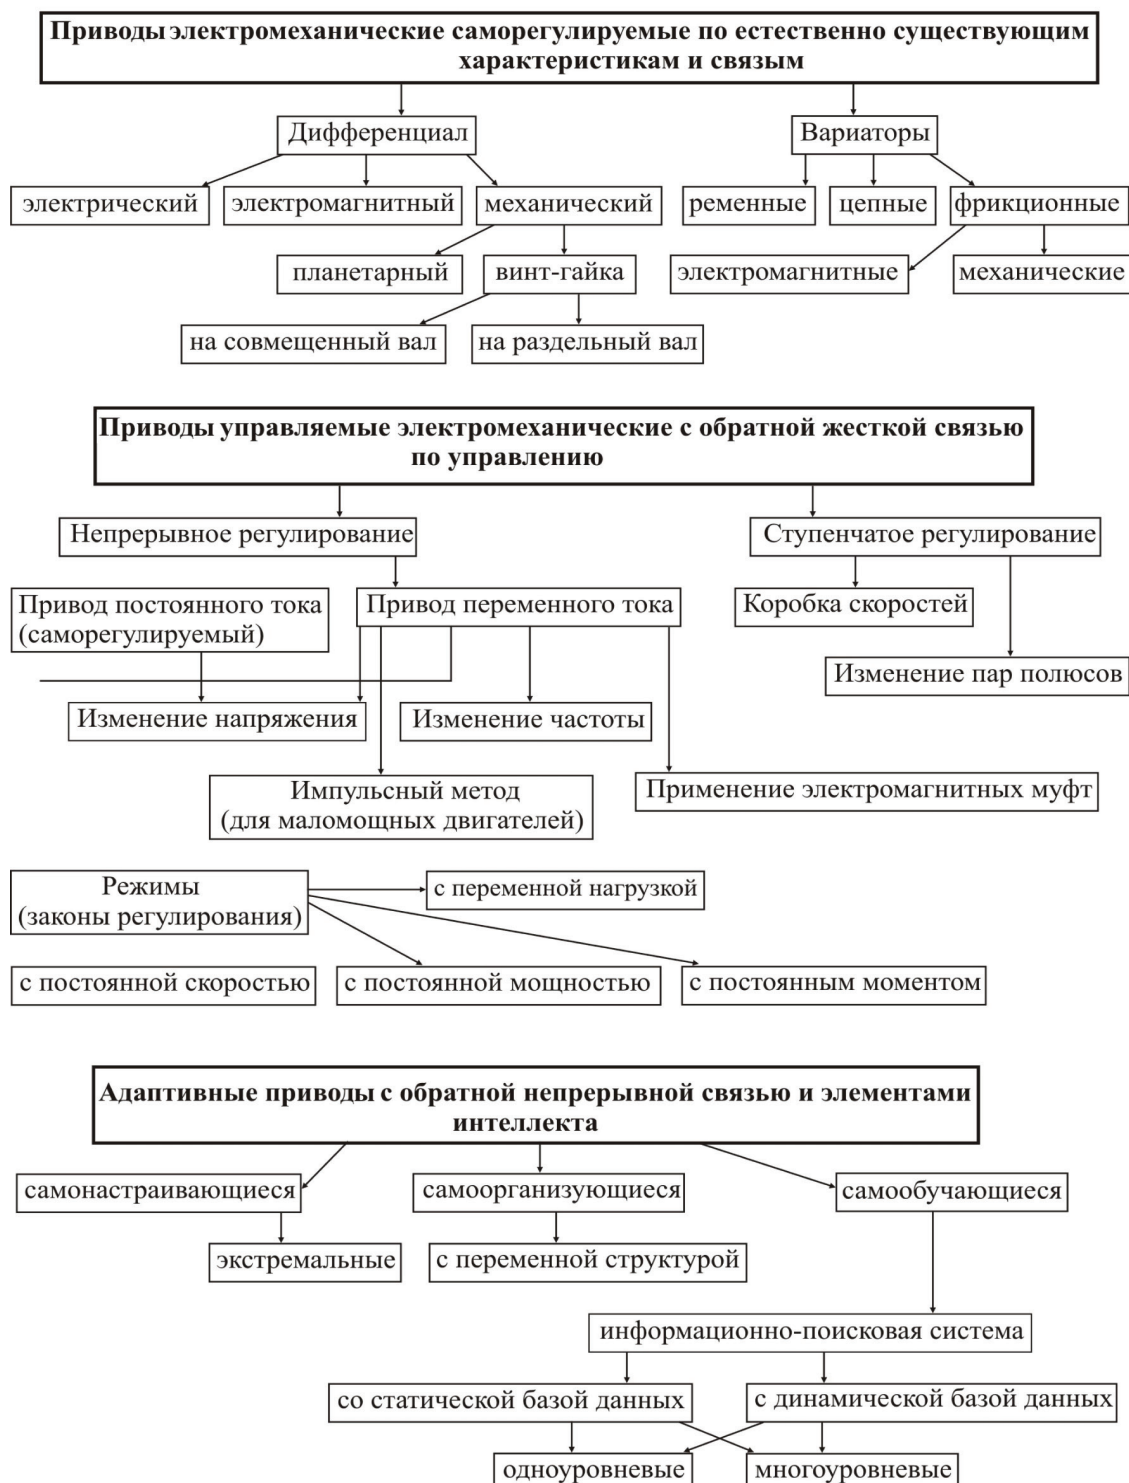 Приводы электромеханические саморегулируемые по естественно существующим
характеристикам и связым
Дифференциал
Вариаторы
электрический
электромагнитный
механический
ременные
цепные
фрикционные
планетарный
винт-гайка
электромагнитные
механические
на совмещенный вал
на раздельный вал
Приводы управляемые электромеханические с обратной жесткой связью
по управлению
Непрерывное регулирование
Ступенчатое регулирование
Привод постоянного тока
(саморегулируемый)
Привод переменного тока
Коробка скоростей
Изменение пар полюсов
Изменение напряжения
Изменение частоты
Импульсный метод
(для маломощных двигателей)
Применение электромагнитных муфт
Режимы
(законы регулирования)
с переменной нагрузкой
с постоянной скоростью
с постоянной мощностью
с постоянным моментом
Адаптивные приводы с обратной непрерывной связью и элементами
интеллекта
самонастраивающиеся
самоорганизующиеся
самообучающиеся
экстремальные
с переменной структурой
информационно-поисковая система
со статической базой данных
с динамической базой данных
одноуровневые
многоуровневые